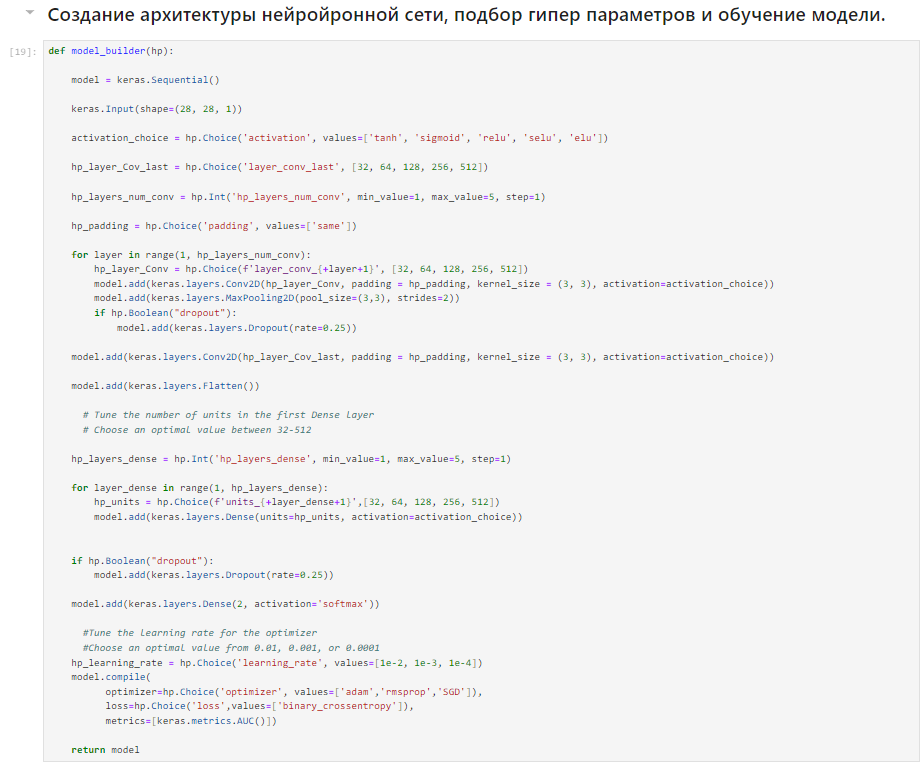 Создание архитектуры нейройронной сети, подбор гипер параметров и обучение модели.
[19]: def model_builder(hp):
model = keras.Sequential()
keras.Input(shape=(28, 28, 1))
activation_choice = hp.Choice('activation', values=['tanh', 'sigmoid', 'relu', 'selu', 'elu'])
hp_layer_Cov_last = hp.Choice('layer_conv_last', [32, 64, 128, 256, 512])
hp_layers_num_conv = hp.Int('hp_layers_num_conv', min_value=1, max_value=5, step=1)
hp_padding = hp.Choice('padding', values=['same'])
for layer in range(1, hp_layers_num_conv):
hp_layer_Conv = hp.Choice(f'layer_conv_{+layer+1}', [32, 64, 128, 256, 512])
model.add(keras.layers.Conv2D(hp_layer_Conv, padding = hp_padding, kernel_size = (3, 3), activation=activation_choice))
model.add(keras.layers.MaxPooling2D(pool_size=(3,3), strides=2))
if hp.Boolean("dropout"):
model.add(keras.layers.Dropout(rate=0.25))
model.add(keras.layers.Conv2D(hp_layer_Cov_last, padding = hp_padding, kernel_size = (3, 3), activation=activation_choice))
model.add(keras.layers.Flatten())
# Tune the number of units in the first Dense layer
# Choose an optimal value between 32-512
hp_layers_dense = hp.Int('hp_layers_dense', min_value=1, max_value=5, step=1)
for layer_dense in range(1, hp_layers_dense):
hp_units = hp.Choice(f'units_{+layer_dense+1}',[32, 64, 128, 256, 512])
model.add(keras.layers.Dense(units=hp_units, activation=activation_choice))
if hp.Boolean("dropout"):
model.add(keras.layers.Dropout(rate=0.25))
model.add(keras.layers.Dense(2, activation='softmax'))
#Tune the learning rate for the optimizer
#Choose an optimal value from 0.01, 0.001, or 0.0001
hp_learning_rate = hp.Choice('learning_rate', values=[1e-2, 1e-3, 1e-4])
model.compile(
optimizer=hp.Choice('optimizer', values=['adam','rmsprop','SGD']),
loss=hp.Choice('loss',values=['binary_crossentropy']),
metrics=[keras.metrics.AUC()])
return model